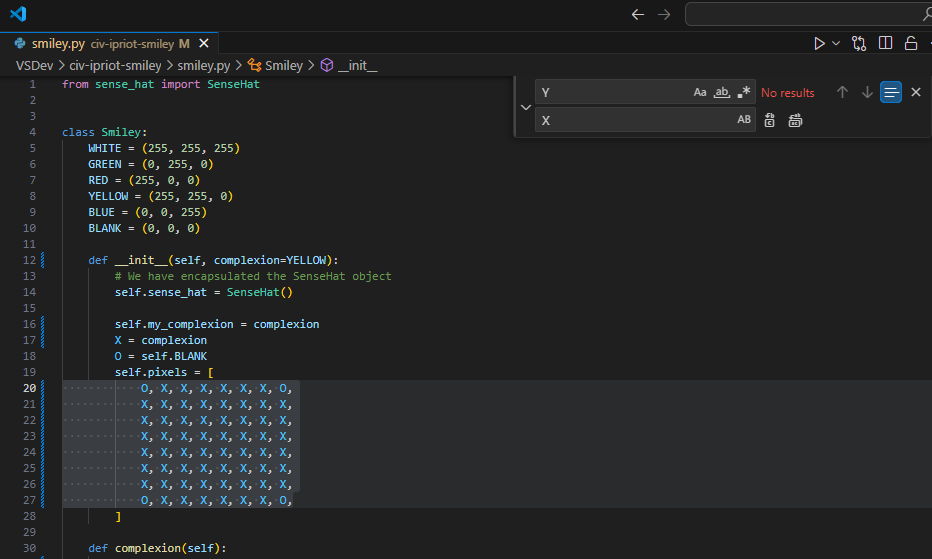 smiley.py civ-ipriot-smiley M
VSDev > civ-ipriot-smiley > smiley.py > Smiley > __init__
Y Aa ab .* No results
X AB
1 from sense_hat import SenseHat
2
3
4 class Smiley:
5 WHITE = (255, 255, 255)
6 GREEN = (0, 255, 0)
7 RED = (255, 0, 0)
8 YELLOW = (255, 255, 0)
9 BLUE = (0, 0, 255)
10 BLANK = (0, 0, 0)
11
12 def __init__(self, complexion=YELLOW):
13 # We have encapsulated the SenseHat object
14 self.sense_hat = SenseHat()
15
16 self.my_complexion = complexion
17 X = complexion
18 O = self.BLANK
19 self.pixels = [
20 O, X, X, X, X, X, X, O,
21 X, X, X, X, X, X, X, X,
22 X, X, X, X, X, X, X, X,
23 X, X, X, X, X, X, X, X,
24 X, X, X, X, X, X, X, X,
25 X, X, X, X, X, X, X, X,
26 X, X, X, X, X, X, X, X,
27 O, X, X, X, X, X, X, O,
28 ]
29
30 def complexion(self):